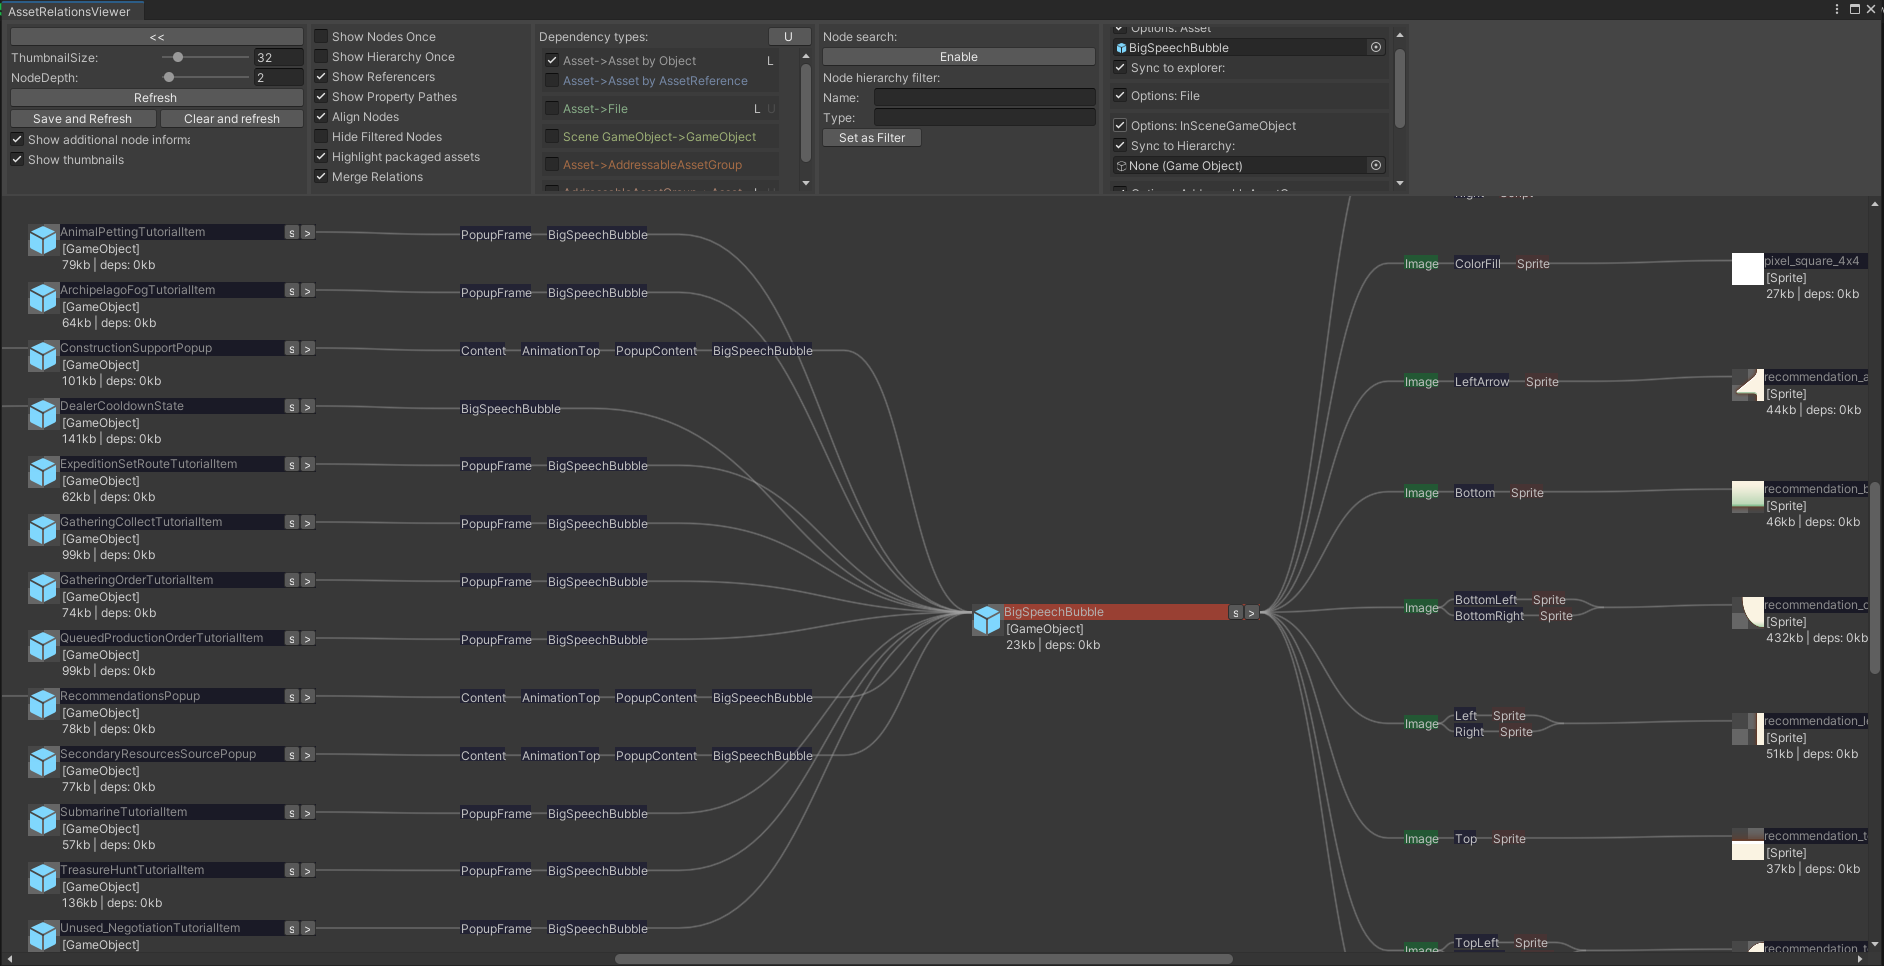 AssetRelationsViewer
<<
ThumbnailSize: 32
NodeDepth: 2
Refresh
Save and Refresh Clear and refresh
Show additional node informa
Show thumbnails
Show Nodes Once
Show Hierarchy Once
Show Referencers
Show Property Pathes
Align Nodes
Hide Filtered Nodes
Highlight packaged assets
Merge Relations
Dependency types: U
Asset->Asset by Object L
Asset->Asset by AssetReference
Asset->File L U
Scene GameObject->GameObject
Asset->AddressableAssetGroup
Node search:
Enable
Node hierarchy filter:
Name:
Type:
Set as Filter
Options: Asset
BigSpeechBubble
Sync to explorer:
Options: File
Options: InSceneGameObject
Sync to Hierarchy:
None (Game Object)
AnimalPettingTutorialItem s > PopupFrame BigSpeechBubble
[GameObject]
79kb | deps: 0kb
ArchipelagoFogTutorialItem s > PopupFrame BigSpeechBubble
[GameObject]
64kb | deps: 0kb
ConstructionSupportPopup s > Content AnimationTop PopupContent BigSpeechBubble
[GameObject]
101kb | deps: 0kb
DealerCooldownState s > BigSpeechBubble
[GameObject]
141kb | deps: 0kb
ExpeditionSetRouteTutorialItem s > PopupFrame BigSpeechBubble
[GameObject]
62kb | deps: 0kb
GatheringCollectTutorialItem s > PopupFrame BigSpeechBubble
[GameObject]
99kb | deps: 0kb
GatheringOrderTutorialItem s > PopupFrame BigSpeechBubble
[GameObject]
74kb | deps: 0kb
QueuedProductionOrderTutorialItem s > PopupFrame BigSpeechBubble
[GameObject]
99kb | deps: 0kb
RecommendationsPopup s > Content AnimationTop PopupContent BigSpeechBubble
[GameObject]
78kb | deps: 0kb
SecondaryResourcesSourcePopup s > Content AnimationTop PopupContent BigSpeechBubble
[GameObject]
77kb | deps: 0kb
SubmarineTutorialItem s > PopupFrame BigSpeechBubble
[GameObject]
57kb | deps: 0kb
TreasureHuntTutorialItem s > PopupFrame BigSpeechBubble
[GameObject]
136kb | deps: 0kb
Unused_NegotiationTutorialItem s > PopupFrame BigSpeechBubble
[GameObject]
BigSpeechBubble s >
[GameObject]
23kb | deps: 0kb
Image ColorFill Sprite pixel_square_4x4
[Sprite]
27kb | deps: 0kb
Image LeftArrow Sprite recommendation_a
[Sprite]
44kb | deps: 0kb
Image Bottom Sprite recommendation_b
[Sprite]
46kb | deps: 0kb
Image BottomLeft Sprite
BottomRight Sprite recommendation_c
[Sprite]
432kb | deps: 0kb
Image Left Sprite
Right Sprite recommendation_le
[Sprite]
51kb | deps: 0kb
Image Top Sprite recommendation_t
[Sprite]
37kb | deps: 0kb
Image TopLeft Sprite recommendation_t